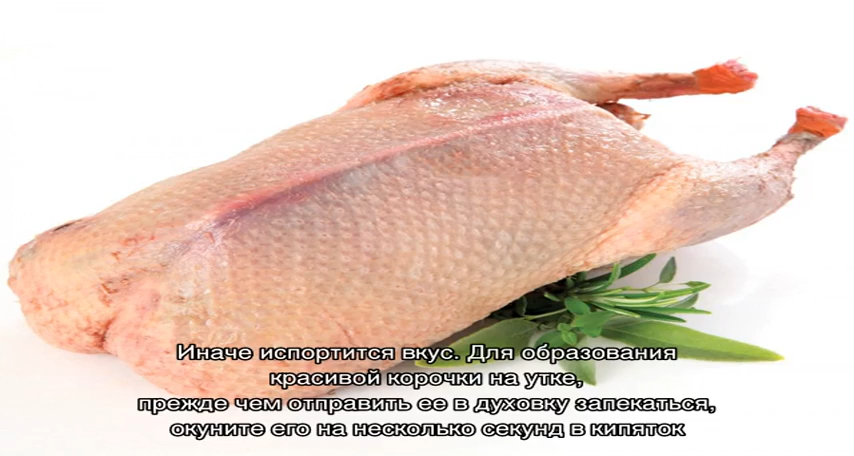 Иначе испортится вкус. Для образования
красивой корочки на утке,
прежде чем отправить ее в духовку запекаться,
окуните его на несколько секунд в кипяток